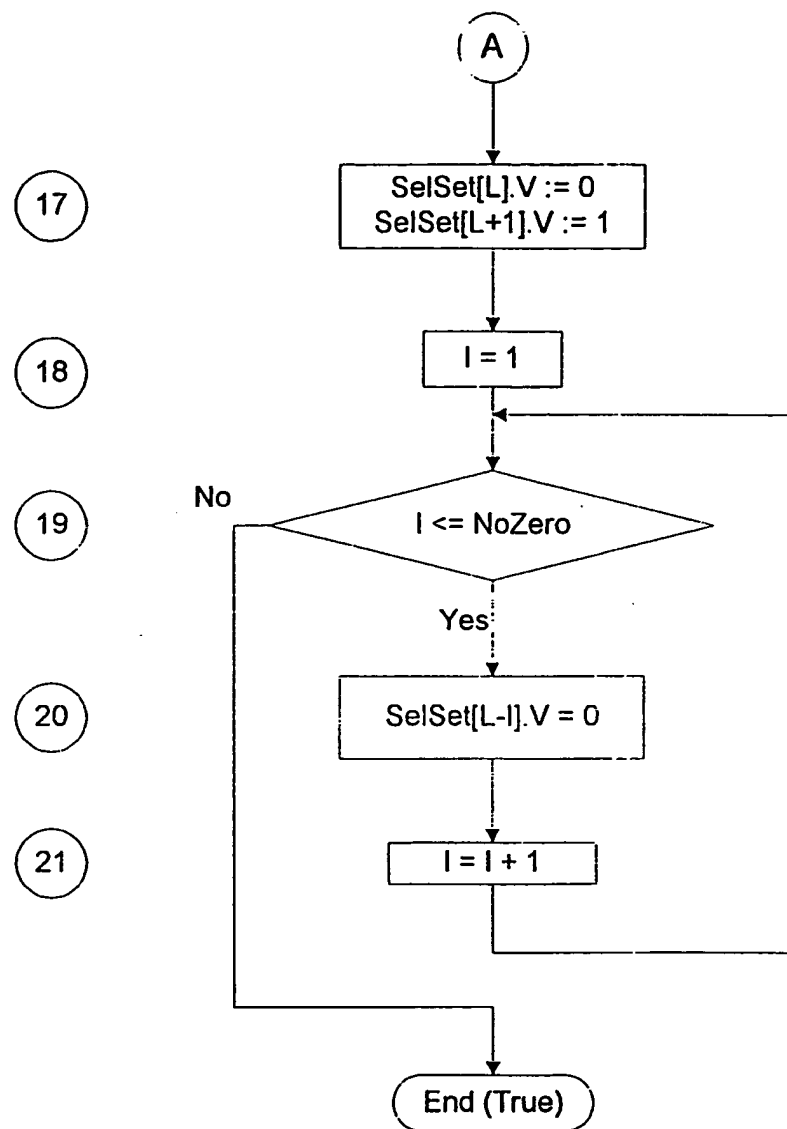 A
17
SelSet[L].V := 0
SelSet[L+1].V := 1
18
I = 1
19
No
I <= NoZero
Yes
20
SelSet[L-I].V = 0
21
I = I + 1
End (True)